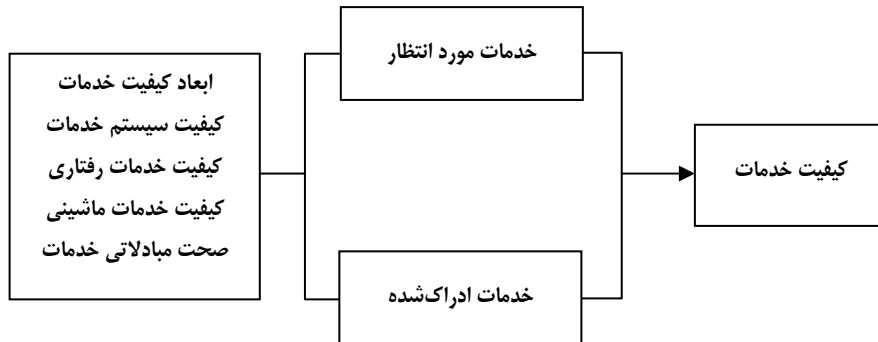 خدمات مورد انتظار
ابعاد کیفیت خدمات
کیفیت سیستم خدمات
کیفیت خدمات رفتاری
کیفیت خدمات ماشینی
صحت مبادلاتی خدمات
کیفیت خدمات
خدمات ادراک‌شده